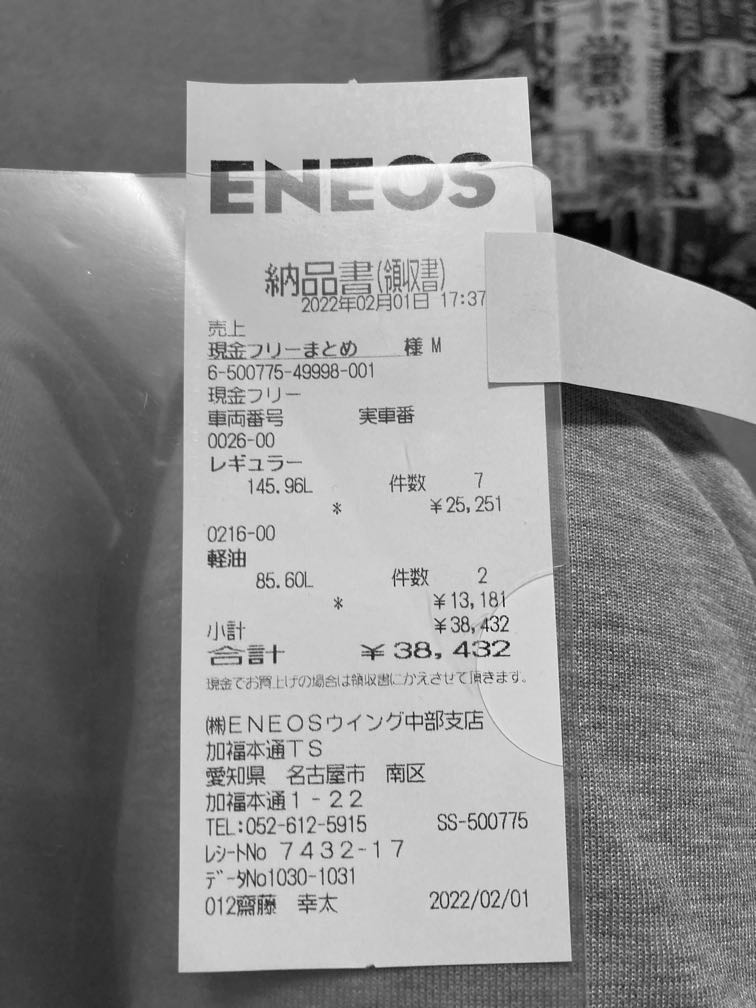 ENEOS
納品書(領収書)
2022年02月01日 17:37
売上
現金フリーまとめ 様 M
6-500775-49998-001
現金フリー
車両番号 実車番
0026-00
レギュラー
145.96L 件数 7
* ¥25,251
0216-00
軽油
85.60L 件数 2
* ¥13,181
小計 ¥38,432
合計 ¥38,432
現金でお買上げの場合は領収書にかえさせて頂きます。
㈱ENEOSウイング中部支店
加福本通TS
愛知県 名古屋市 南区
加福本通1-22
TEL:052-612-5915 SS-500775
レシートNo 7432-17
データNo1030-1031
012齋藤 幸太 2022/02/01